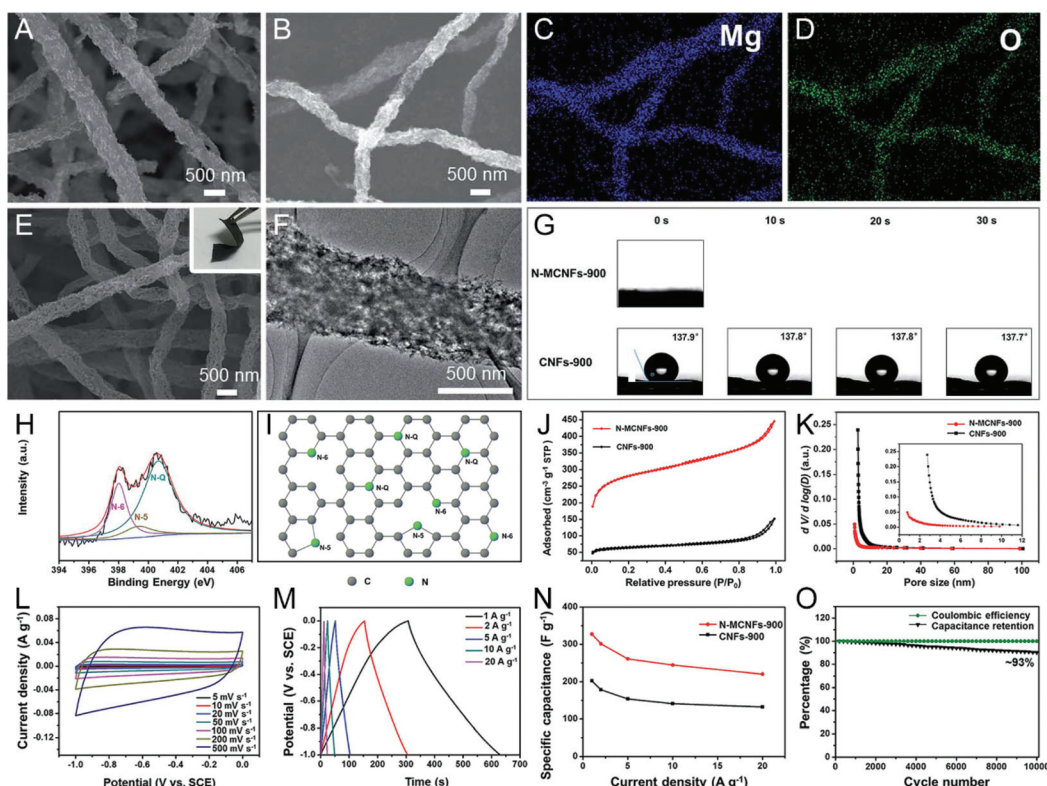 A
500 nm
B
500 nm
C
Mg
D
O
E
500 nm
F
500 nm
G
0 s 10 s 20 s 30 s
N-MCNFs-900
CNFs-900
137.9° 137.8° 137.8° 137.7°
H
Intensity (a.u.)
N-6
N-5
N-Q
394 396 398 400 402 404 406
Binding Energy (eV)
I
N-Q
N-6
N-Q
N-Q
N-6
N-5
N-5
N-6
C N
J
Adsorbed (cm⁻³ g⁻¹ STP)
450
400
350
300
250
200
150
100
50
N-MCNFs-900
CNFs-900
0.0 0.2 0.4 0.6 0.8 1.0
Relative pressure (P/P₀)
K
d V/ d log(D) (a.u.)
0.25
0.20
0.15
0.10
0.05
0.00
N-MCNFs-900
CNFs-900
0 2 4 6 8 10 12
0 20 40 60 80 100
Pore size (nm)
L
Current density (A g⁻¹)
0.08
0.04
0.00
-0.04
-0.08
-0.12
5 mV s⁻¹
10 mV s⁻¹
20 mV s⁻¹
50 mV s⁻¹
100 mV s⁻¹
200 mV s⁻¹
500 mV s⁻¹
-1.0 -0.8 -0.6 -0.4 -0.2 0.0
Potential (V vs. SCE)
M
Potential (V vs. SCE)
0.0
-0.2
-0.4
-0.6
-0.8
-1.0
1 A g⁻¹
2 A g⁻¹
5 A g⁻¹
10 A g⁻¹
20 A g⁻¹
0 100 200 300 400 500 600 700
Time (s)
N
Specific capacitance (F g⁻¹)
400
300
200
100
0
N-MCNFs-900
CNFs-900
0 5 10 15 20
Current density (A g⁻¹)
O
Percentage (%)
140
120
100
80
60
40
20
0
Coulombic efficiency
Capacitance retention
~93%
0 2000 4000 6000 8000 10000
Cycle number